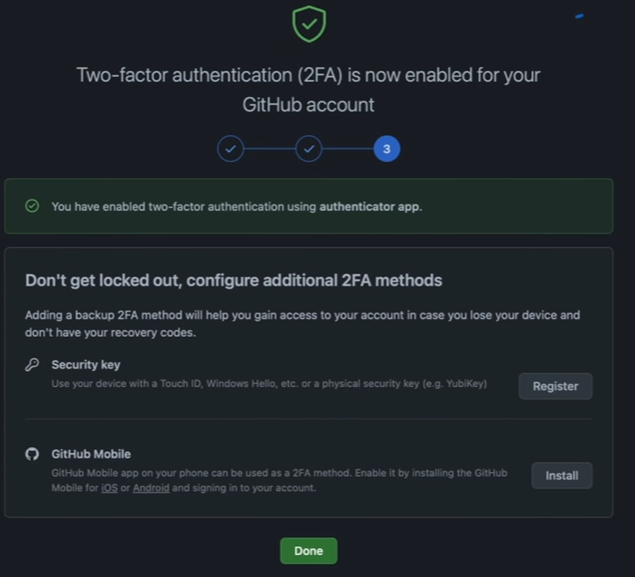 Two-factor authentication (2FA) is now enabled for your
GitHub account
3
You have enabled two-factor authentication using authenticator app.
Don't get locked out, configure additional 2FA methods
Adding a backup 2FA method will help you gain access to your account in case you lose your device and
don't have your recovery codes.
Security key
Use your device with a Touch ID, Windows Hello, etc. or a physical security key (e.g. YubiKey)
Register
GitHub Mobile
GitHub Mobile app on your phone can be used as a 2FA method. Enable it by installing the GitHub
Mobile for iOS or Android and signing in to your account.
Install
Done